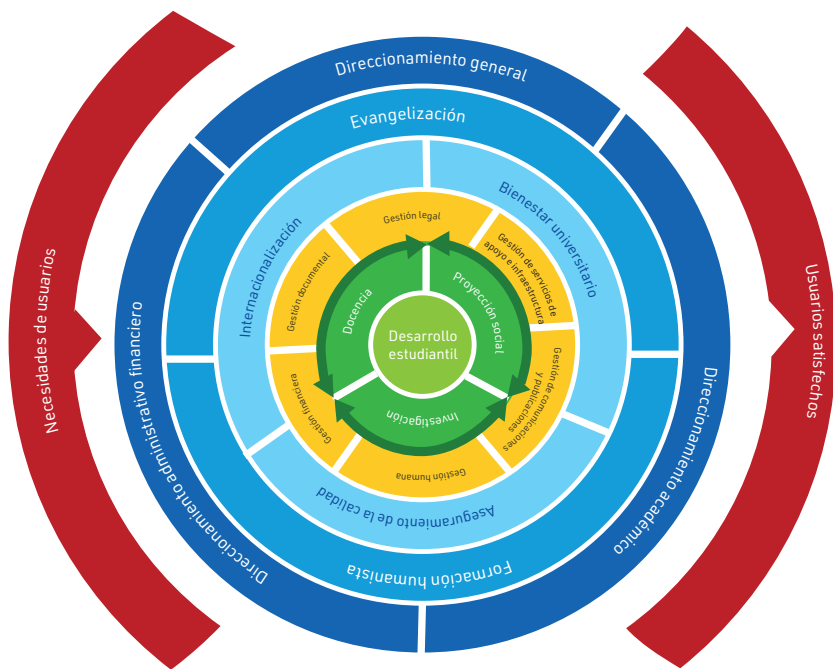 Direccionamiento general
Evangelización
Bienestar universitario
Internacionalización
Gestión legal
Gestión de servicios de
apoyo e infraestructura
Gestión documental
Docencia
Proyección social
Desarrollo
estudiantil
Necesidades de usuarios
Usuarios satisfechos
Direccionamiento administrativo financiero
Direccionamiento académico
Gestión financiera
Investigación
Gestión de comunicaciones
y publicaciones
Gestión humana
Aseguramiento de la calidad
Formación humanista